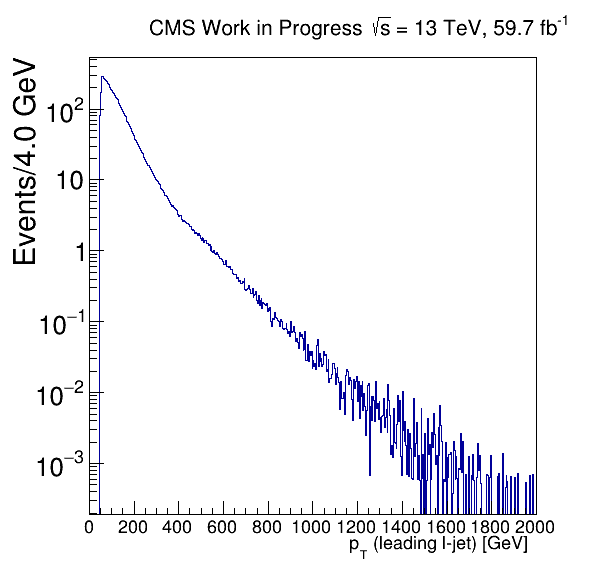 CMS Work in Progress √s = 13 TeV, 59.7 fb⁻¹
Events/4.0 GeV
10²
10
1
10⁻¹
10⁻²
10⁻³
0 200 400 600 800 1000 1200 1400 1600 1800 2000
p_T (leading l-jet) [GeV]